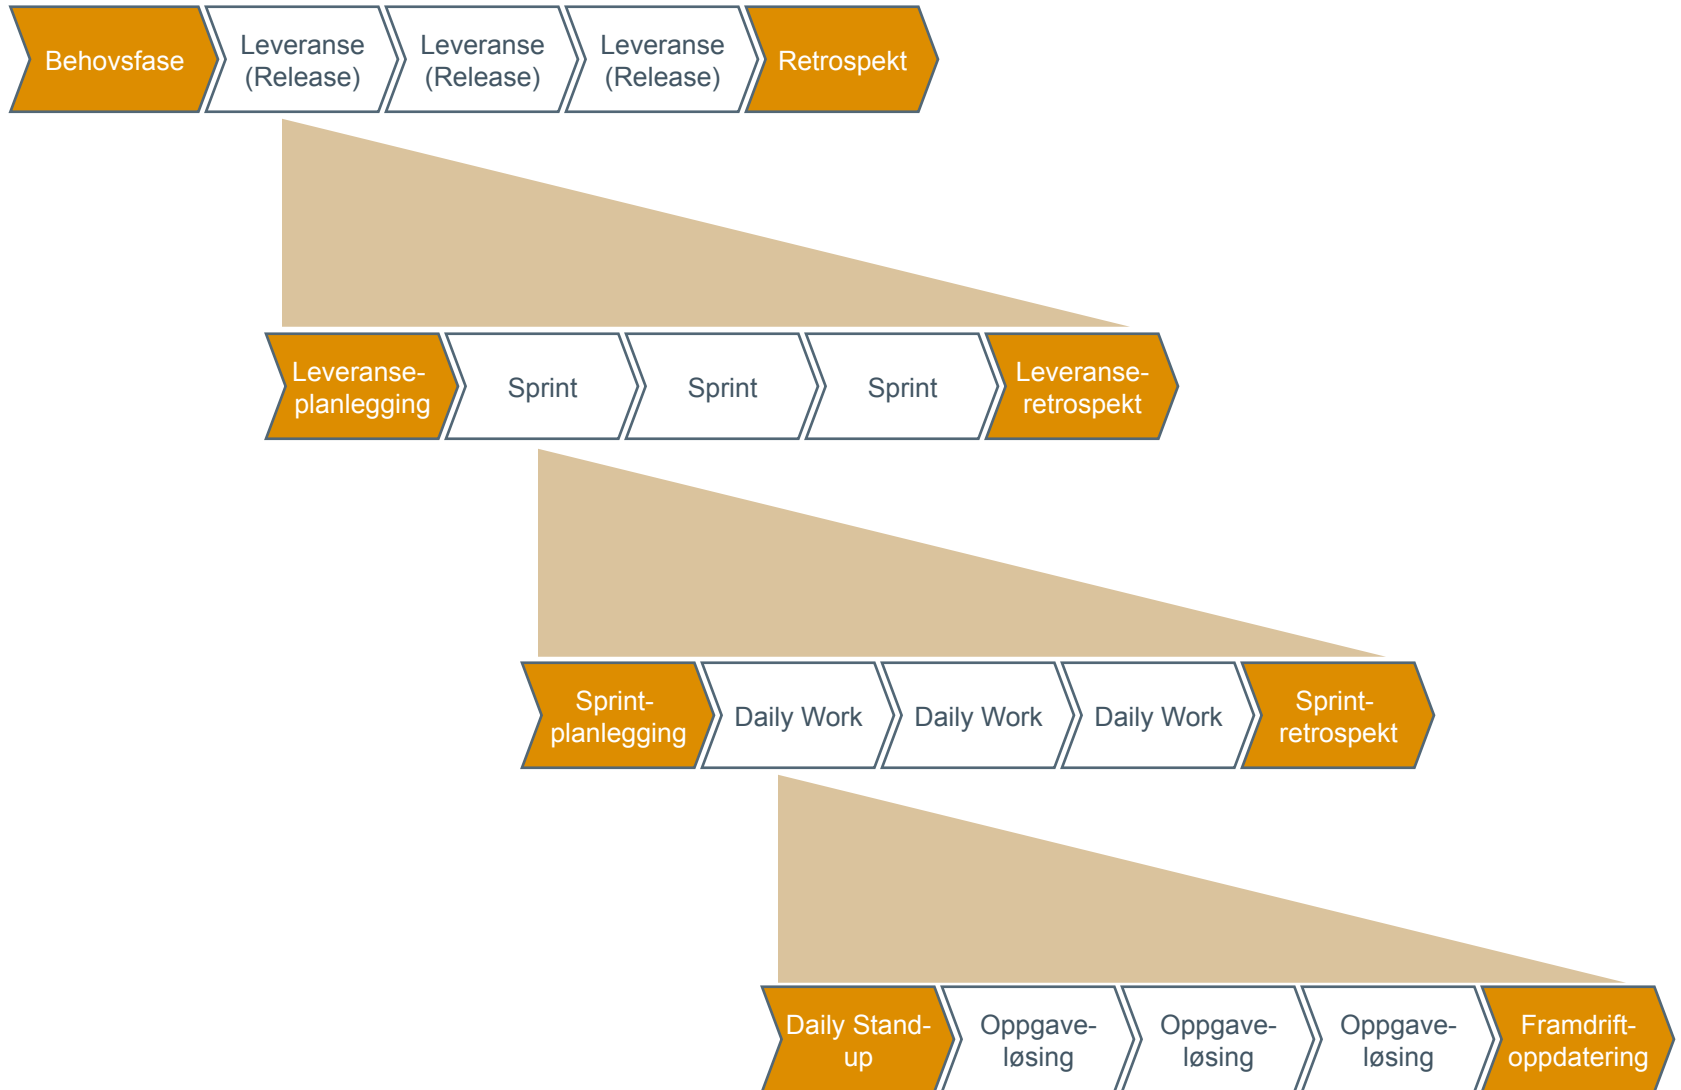 Behovsfase
Leveranse
(Release)
Leveranse
(Release)
Leveranse
(Release)
Retrospekt
Leveranse-
planlegging
Sprint
Sprint
Sprint
Leveranse-
retrospekt
Sprint-
planlegging
Daily Work
Daily Work
Daily Work
Sprint-
retrospekt
Daily Stand-
up
Oppgave-
løsing
Oppgave-
løsing
Oppgave-
løsing
Framdrift-
oppdatering